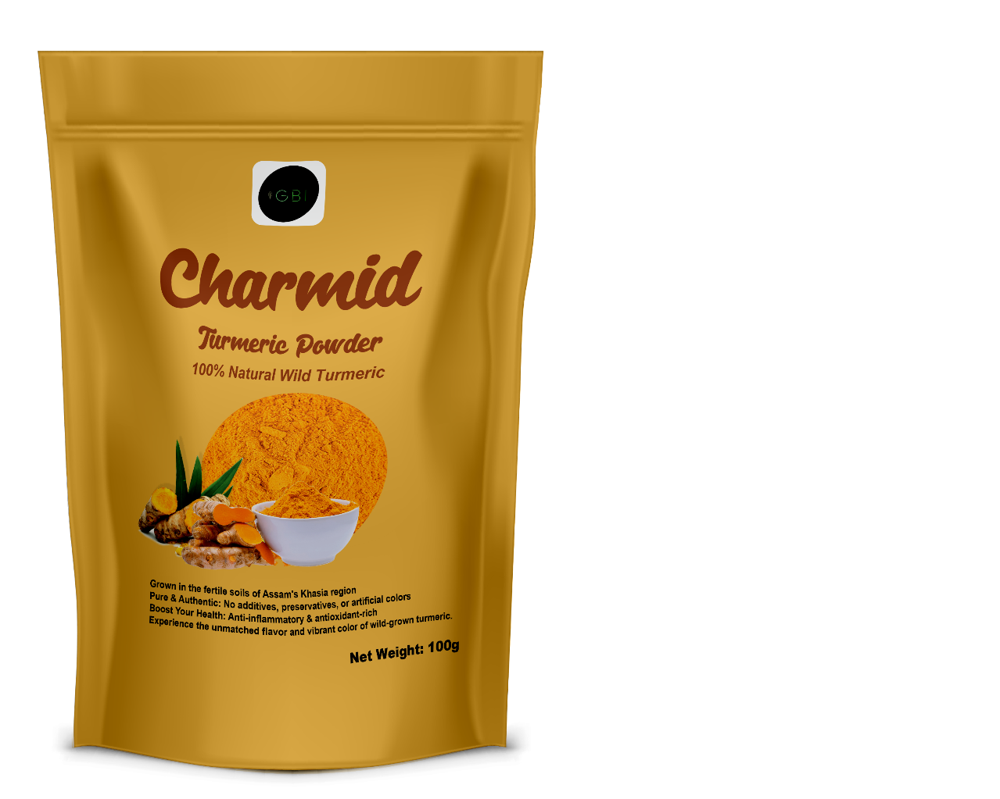 GBI
Charmid
Turmeric Powder
100% Natural Wild Turmeric
Grown in the fertile soils of Assam's Khasia region
Pure & Authentic: No additives, preservatives, or artificial colors
Boost Your Health: Anti-inflammatory & antioxidant-rich
Experience the unmatched flavor and vibrant color of wild-grown turmeric.
Net Weight: 100g